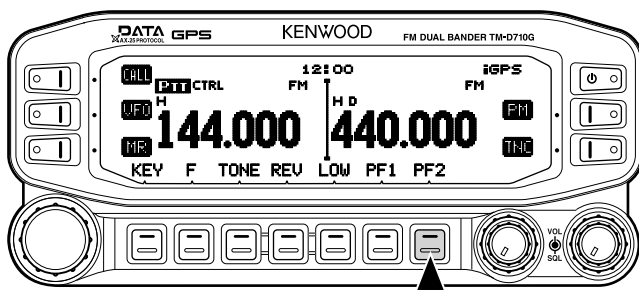 DATA GPS KENWOOD FM DUAL BANDER TM-D710G
AX.25 PROTOCOL
CALL 12:00 iGPS
PTT CTRL FM FM
VFO H H D PM
MR 144.000 440.000 TNC
KEY F TONE REV LOW PF1 PF2
VOL
SQL